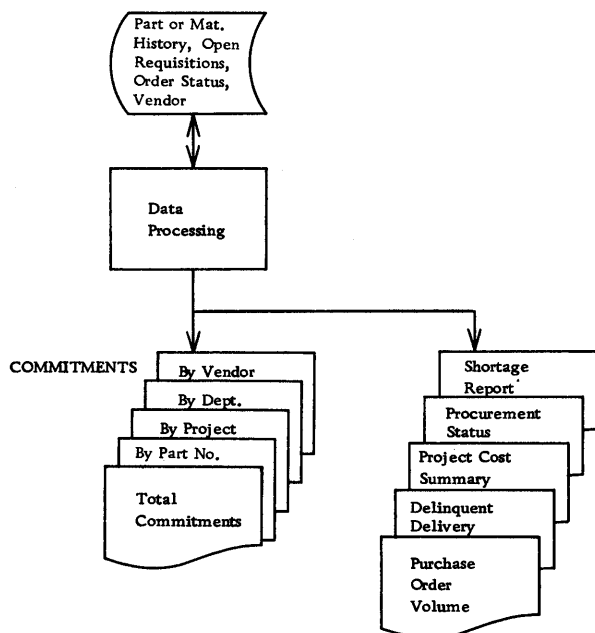 Part or Mat.
History, Open
Requisitions,
Order Status,
Vendor
Data
Processing
COMMITMENTS
By Vendor
By Dept.
By Project
By Part No.
Total
Commitments
Shortage
Report
Procurement
Status
Project Cost
Summary
Delinquent
Delivery
Purchase
Order
Volume